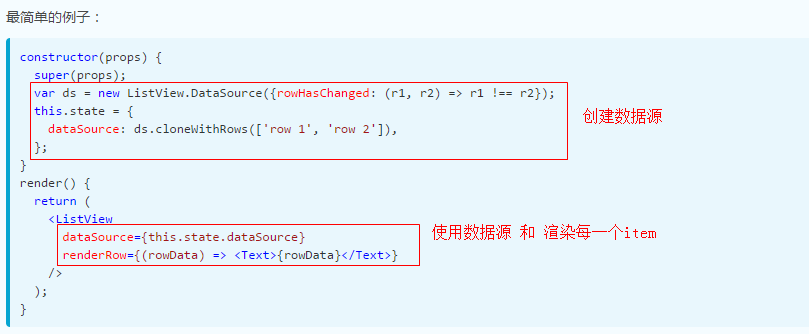 最简单的例子：
constructor(props) {
  super(props);
  var ds = new ListView.DataSource({rowHasChanged: (r1, r2) => r1 !== r2});
  this.state = {
    dataSource: ds.cloneWithRows(['row 1', 'row 2']),
  };
}
创建数据源
render() {
  return (
    <ListView
      dataSource={this.state.dataSource}
      renderRow={(rowData) => <Text>{rowData}</Text>}
    />
  );
}
使用数据源 和 渲染每一个item